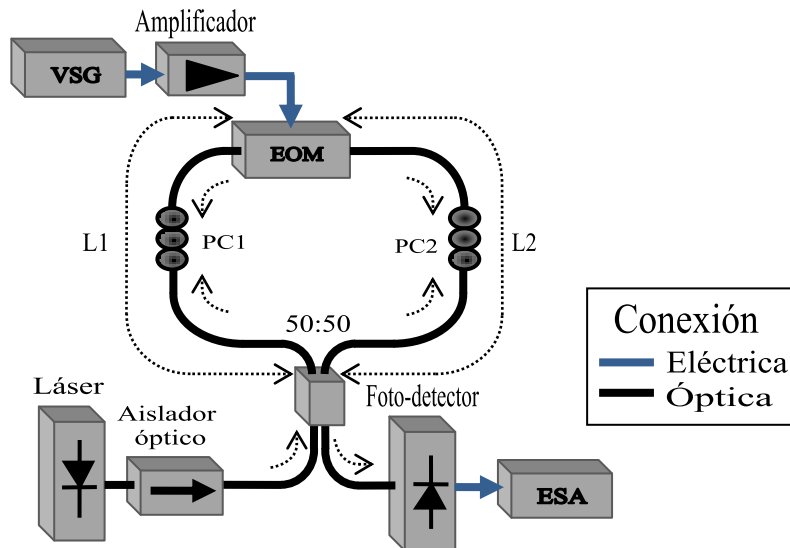 Amplificador
VSG
EOM
L1
PC1
PC2
L2
50:50
Conexión
Eléctrica
Óptica
Láser
Aislador
óptico
Foto-detector
ESA